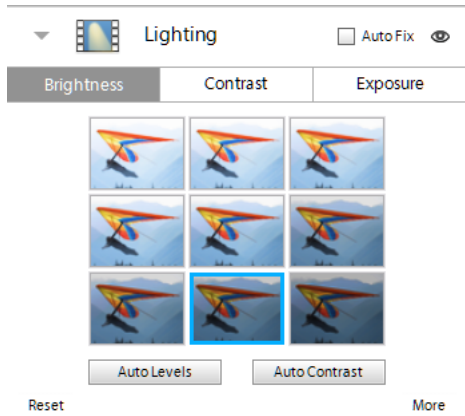 Lighting
Auto Fix
Brightness
Contrast
Exposure
Auto Levels
Auto Contrast
Reset
More